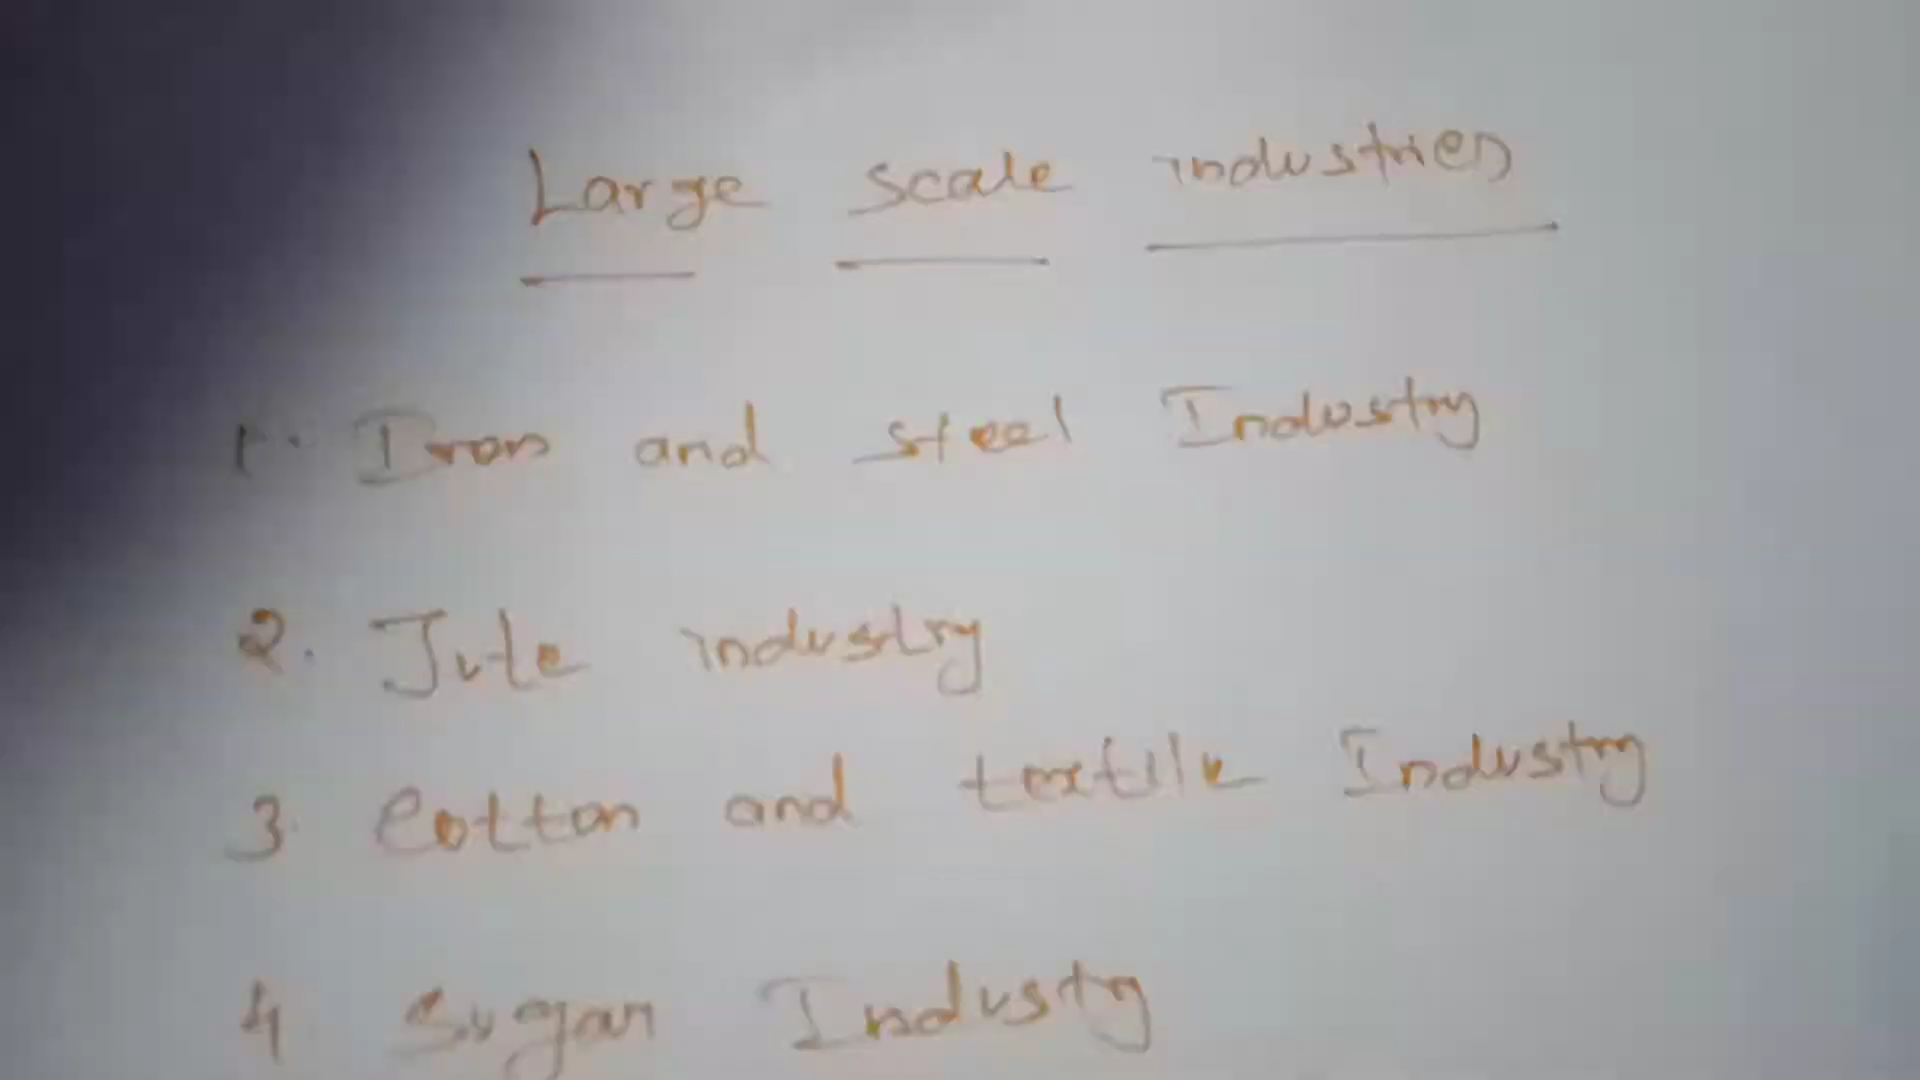 Large scale industries
1. Iron and steel Industry
2. Jute industry
3. Cotton and textile Industry
4 Sugar Industry